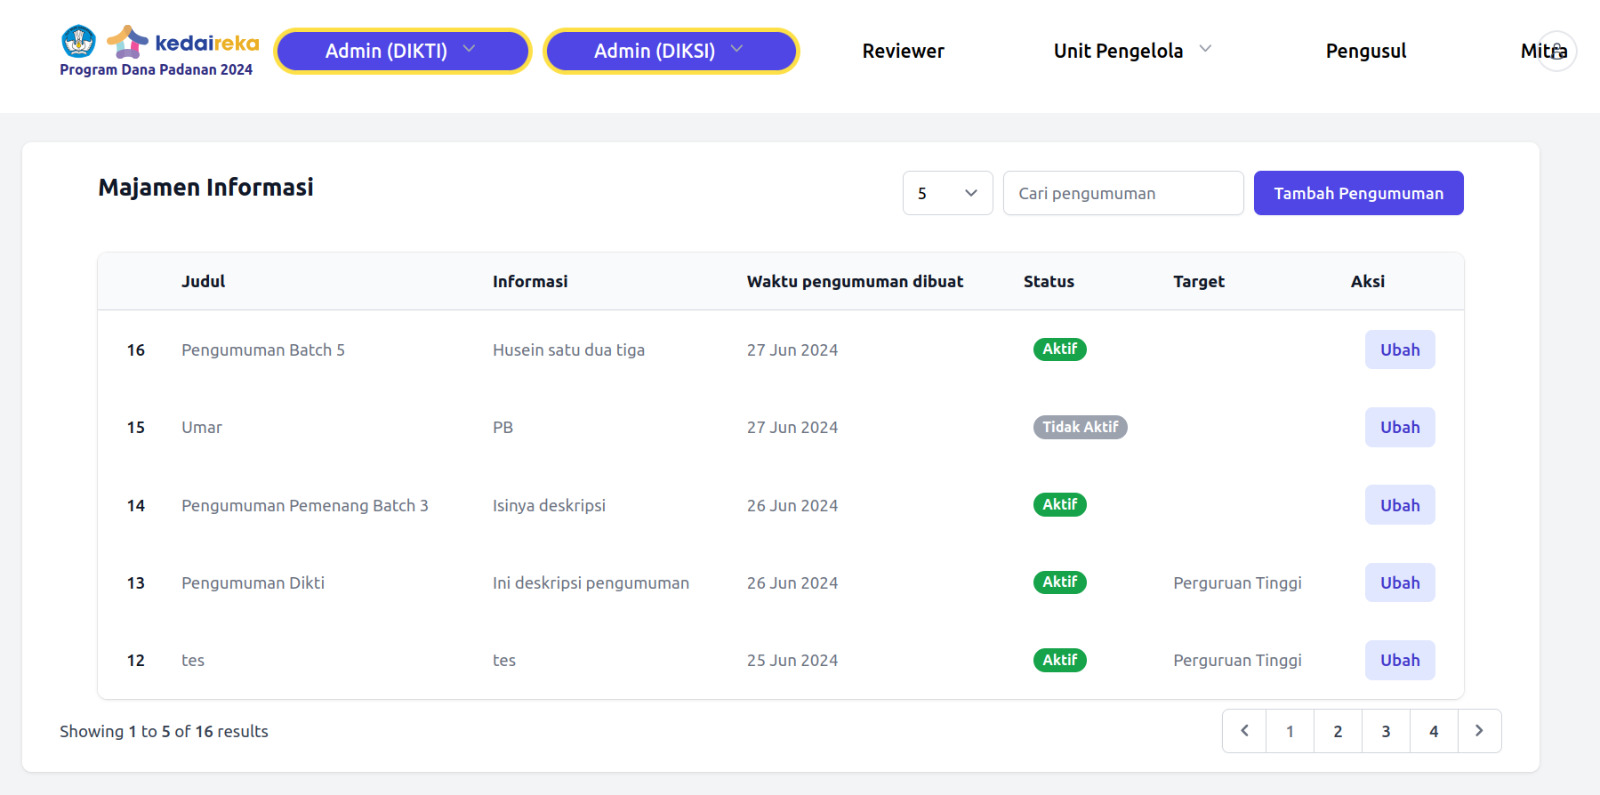 kedaireka
Program Dana Padanan 2024
Admin (DIKTI)
Admin (DIKSI)
Reviewer
Unit Pengelola
Pengusul
Mitra
Majamen Informasi
5
Cari pengumuman
Tambah Pengumuman
Judul Informasi Waktu pengumuman dibuat Status Target Aksi
16 Pengumuman Batch 5 Husein satu dua tiga 27 Jun 2024 Aktif Ubah
15 Umar PB 27 Jun 2024 Tidak Aktif Ubah
14 Pengumuman Pemenang Batch 3 Isinya deskripsi 26 Jun 2024 Aktif Ubah
13 Pengumuman Dikti Ini deskripsi pengumuman 26 Jun 2024 Aktif Perguruan Tinggi Ubah
12 tes tes 25 Jun 2024 Aktif Perguruan Tinggi Ubah
Showing 1 to 5 of 16 results
1 2 3 4